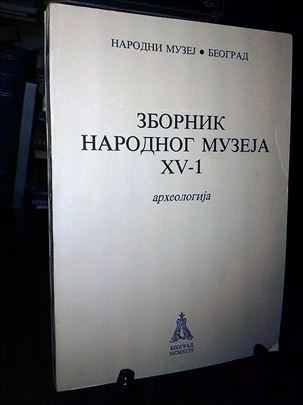 НАРОДНИ МУЗЕЈ • БЕОГРАД
ЗБОРНИК
НАРОДНОГ МУЗЕЈА
XV-1
археологија
БЕОГРАД
MCMXCIV